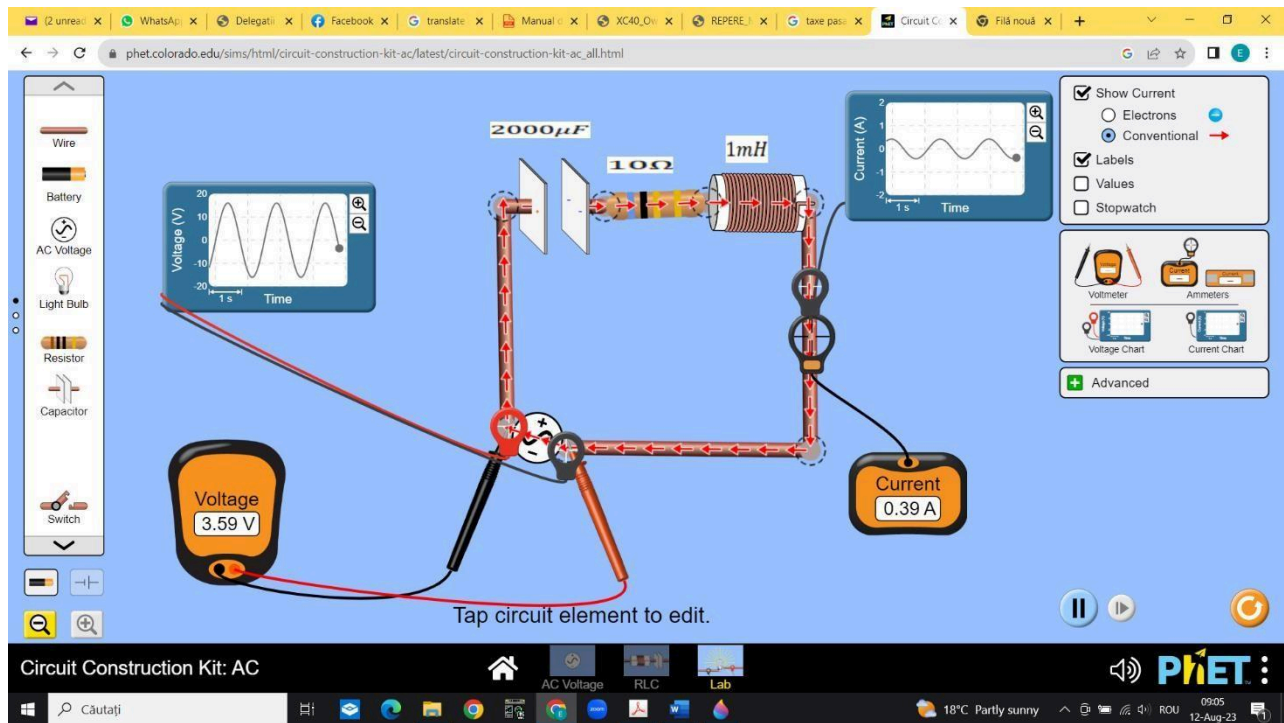 (2 unread
WhatsAp
Delegatii
Facebook
translate
Manual
XC40_Ow
REPERE_
taxe pasa
Circuit Co
Filă nouă
phet.colorado.edu/sims/html/circuit-construction-kit-ac/latest/circuit-construction-kit-ac_all.html
E
Wire
Battery
AC Voltage
Light Bulb
Resistor
Capacitor
Switch
Voltage (V)
20
10
0
-10
-20
1 s
Time
2000μF
10Ω
1mH
Current (A)
2
1
0
-1
-2
1 s
Time
Show Current
Electrons
Conventional
Labels
Values
Stopwatch
Voltmeter
Ammeters
Voltage Chart
Current Chart
Advanced
Voltage
3.59 V
Current
0.39 A
Tap circuit element to edit.
Circuit Construction Kit: AC
AC Voltage
RLC
Lab
PhET
Căutați
18°C Partly sunny
ROU
09:05
12-Aug-23